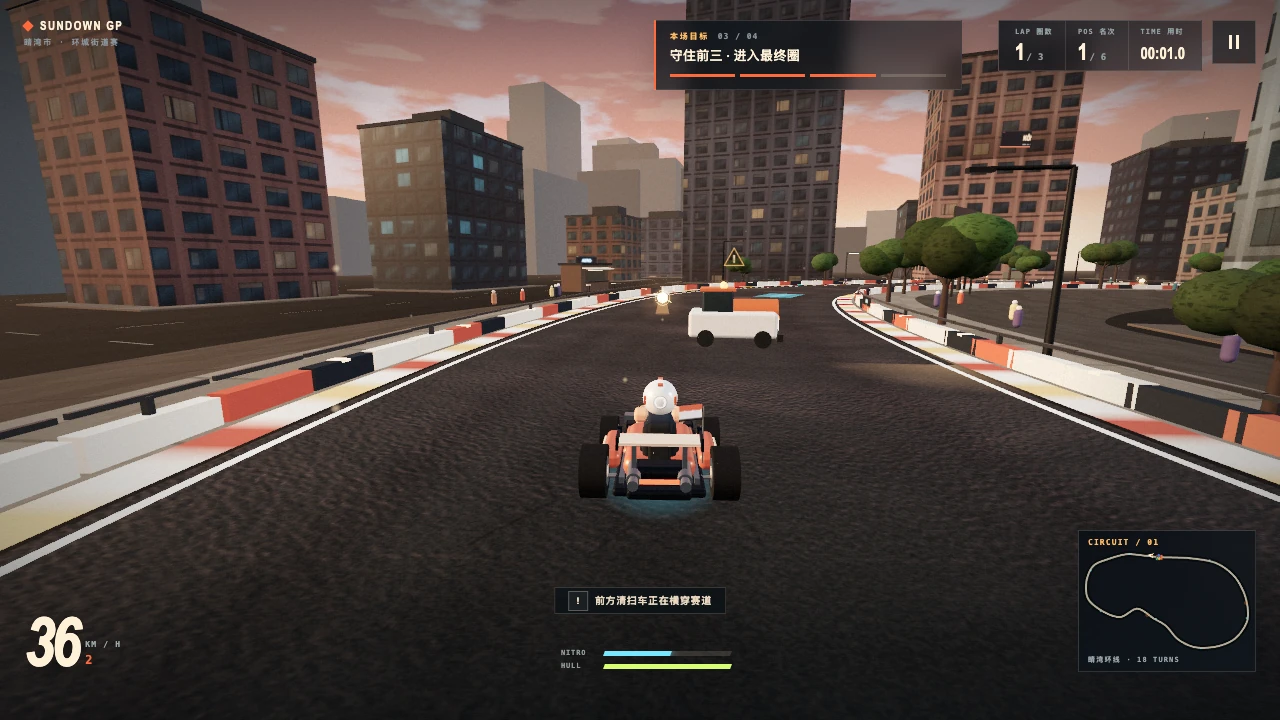 SUNDOWN GP
晴湾市 · 环城街道赛
本场目标 03 / 04
守住前三 · 进入最终圈
LAP 圈数
1 / 3
POS 名次
1 / 6
TIME 用时
00:01.0
!
前方清扫车正在横穿赛道
NITRO
HULL
36 KM / H
2
CIRCUIT / 01
晴湾环线 · 18 TURNS